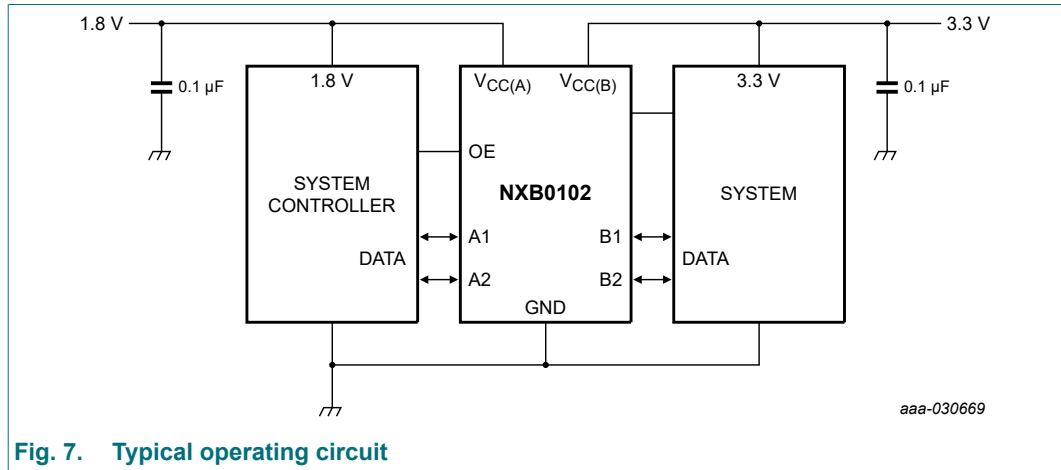 1.8 V
3.3 V
0.1 µF
1.8 V
VCC(A)
VCC(B)
3.3 V
0.1 µF
OE
SYSTEM
CONTROLLER
NXB0102
SYSTEM
A1
B1
DATA
DATA
A2
B2
GND
aaa-030669
Fig. 7. Typical operating circuit